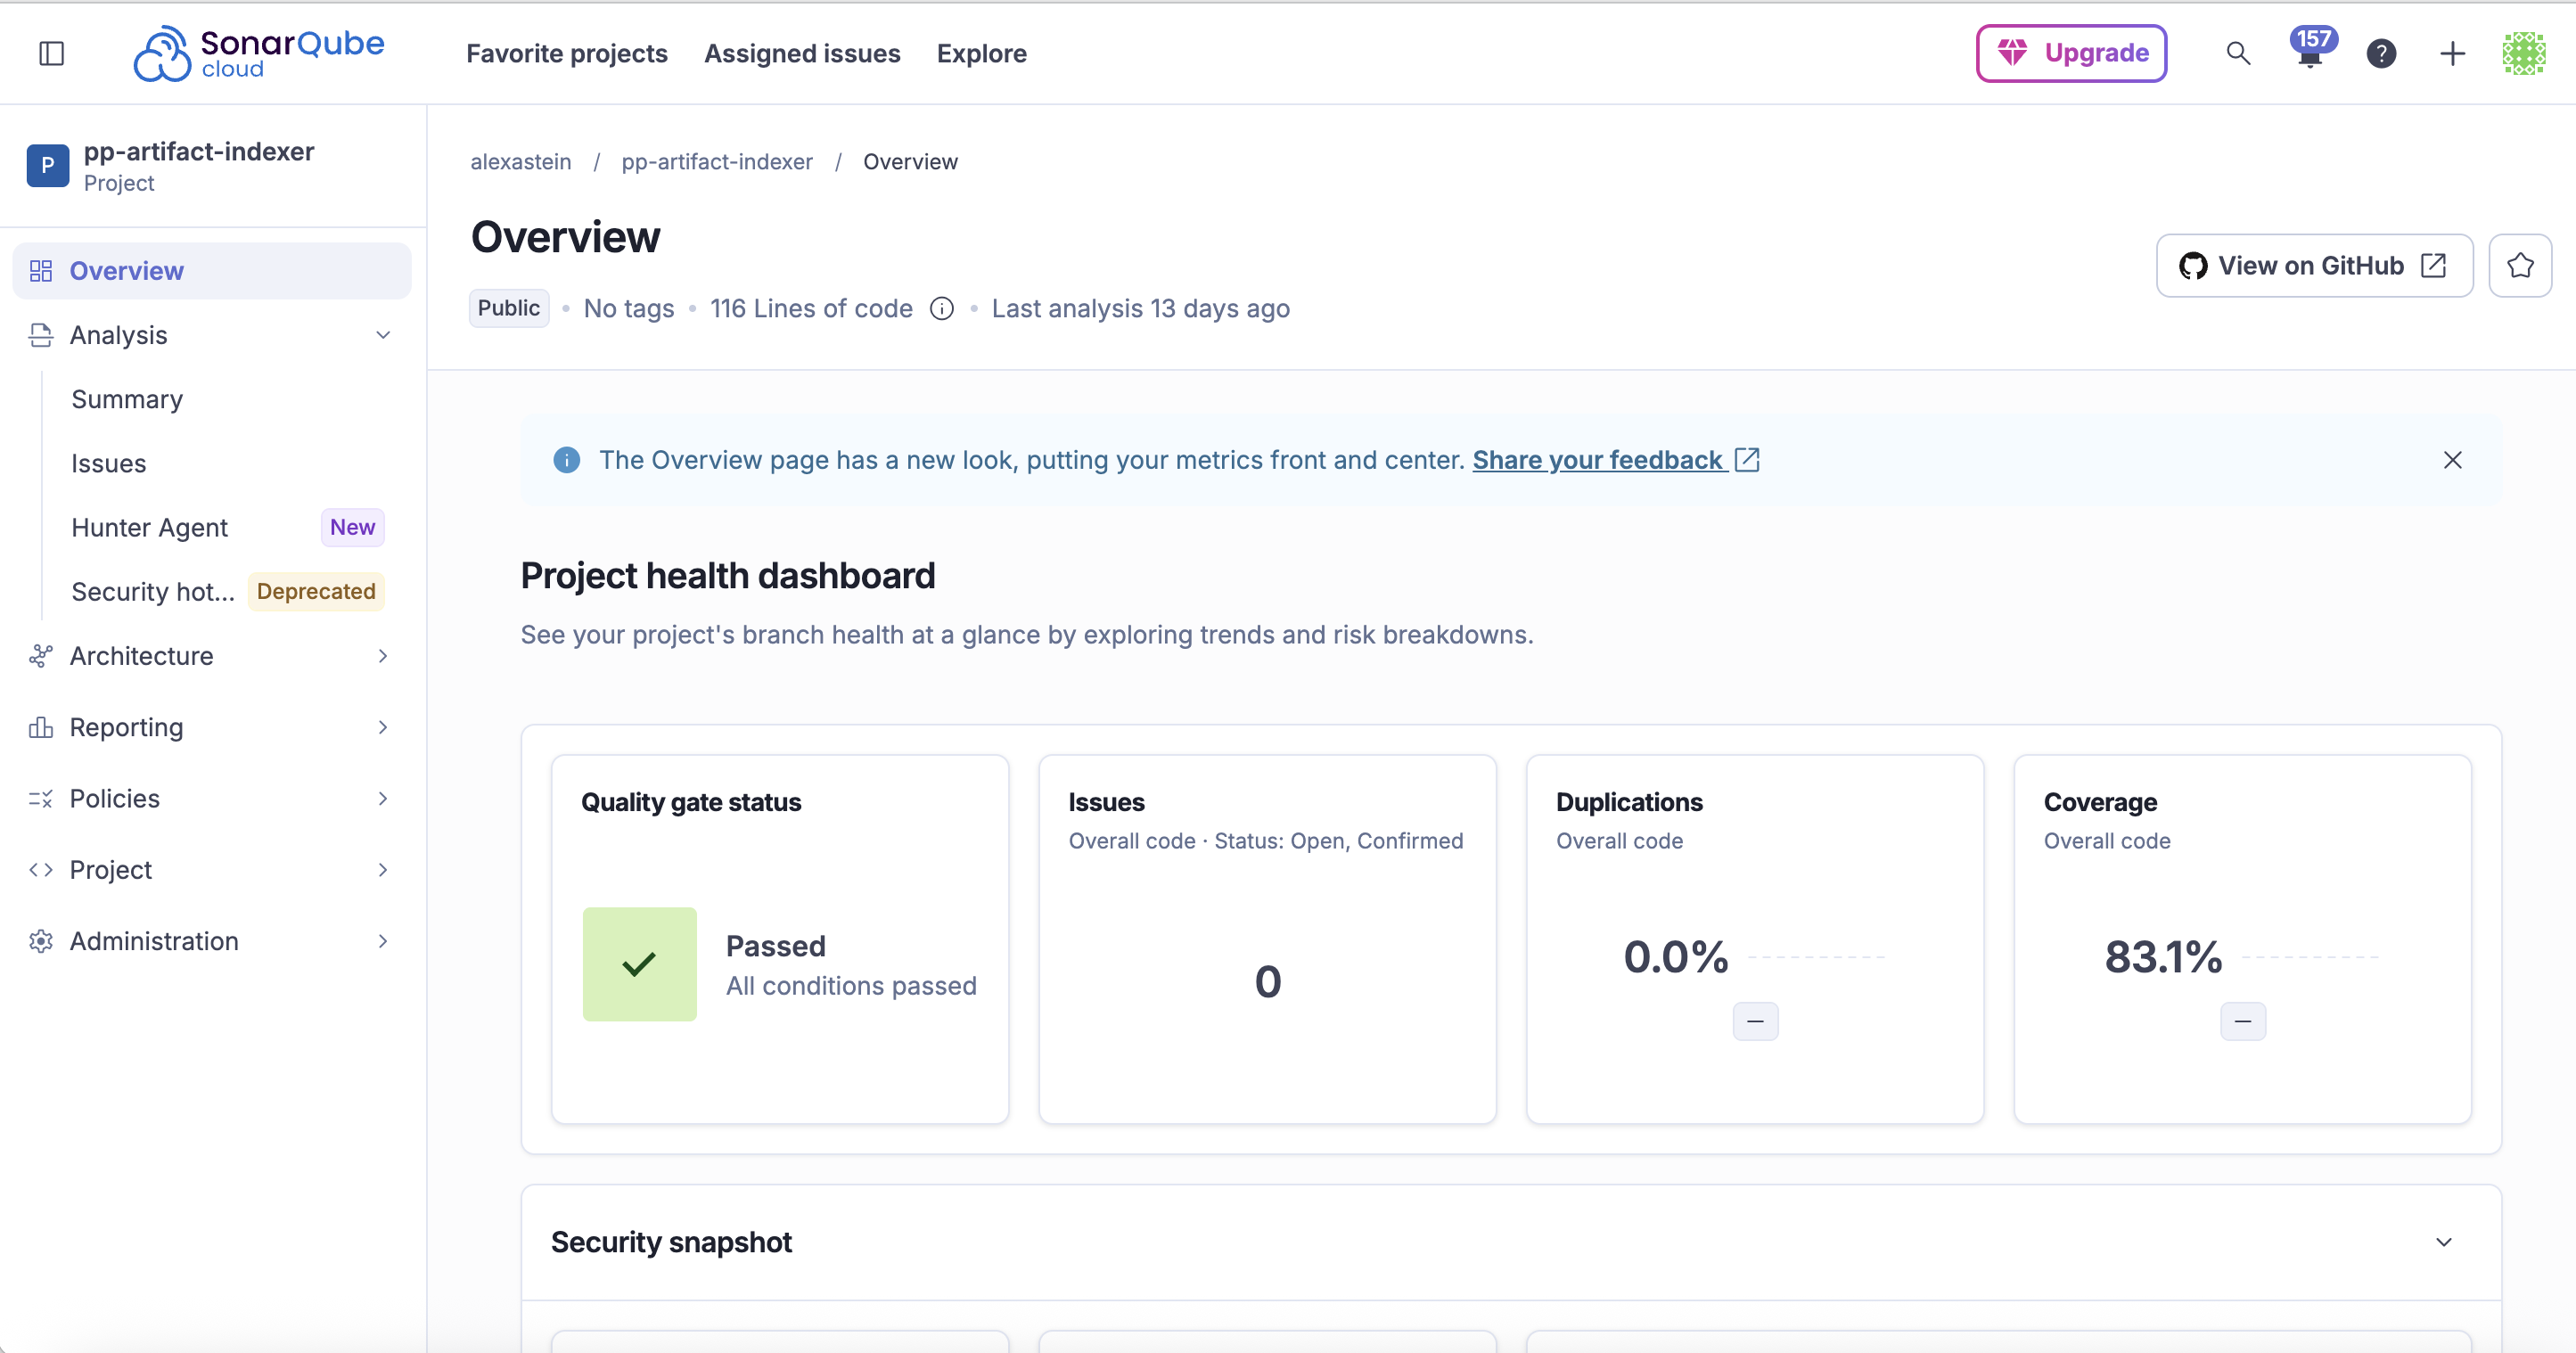 SonarQube cloud
Favorite projects
Assigned issues
Explore
Upgrade
157
P
pp-artifact-indexer
Project
Overview
Analysis
Summary
Issues
Hunter Agent
New
Security hot...
Deprecated
Architecture
Reporting
Policies
Project
Administration
alexastein / pp-artifact-indexer / Overview
Overview
Public • No tags • 116 Lines of code • Last analysis 13 days ago
View on GitHub
The Overview page has a new look, putting your metrics front and center. Share your feedback
Project health dashboard
See your project's branch health at a glance by exploring trends and risk breakdowns.
Quality gate status
Passed
All conditions passed
Issues
Overall code · Status: Open, Confirmed
0
Duplications
Overall code
0.0%
—
Coverage
Overall code
83.1%
—
Security snapshot